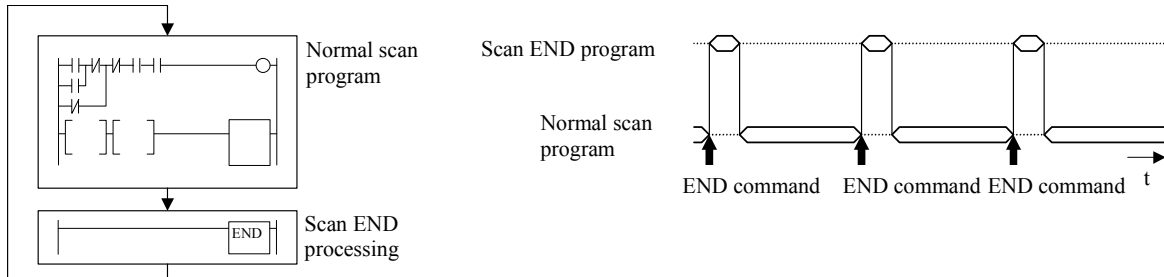 Normal scan
program
END
Scan END
processing
Scan END program
Normal scan
program
END command
END command
END command
t